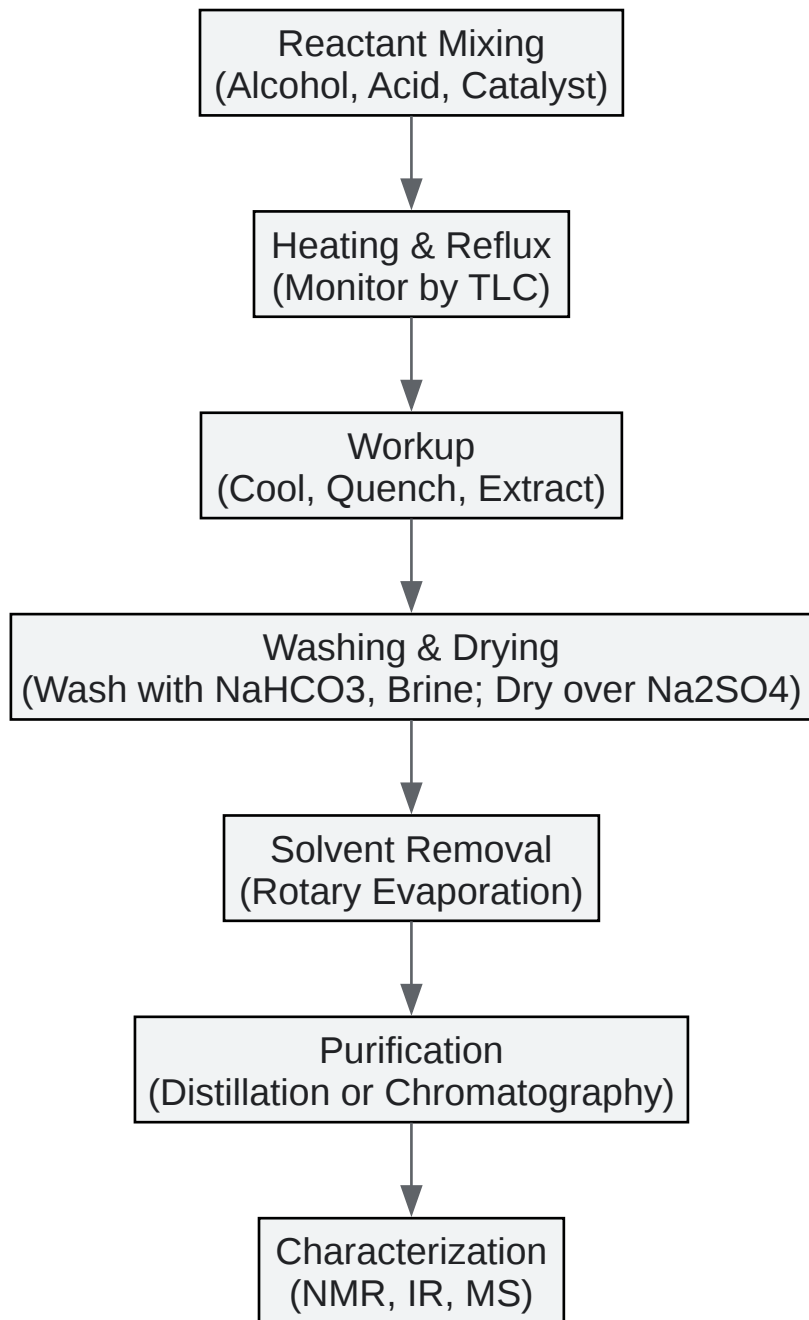 Reactant Mixing
(Alcohol, Acid, Catalyst)
Heating & Reflux
(Monitor by TLC)
Workup
(Cool, Quench, Extract)
Washing & Drying
(Wash with NaHCO3, Brine; Dry over Na2SO4)
Solvent Removal
(Rotary Evaporation)
Purification
(Distillation or Chromatography)
Characterization
(NMR, IR, MS)